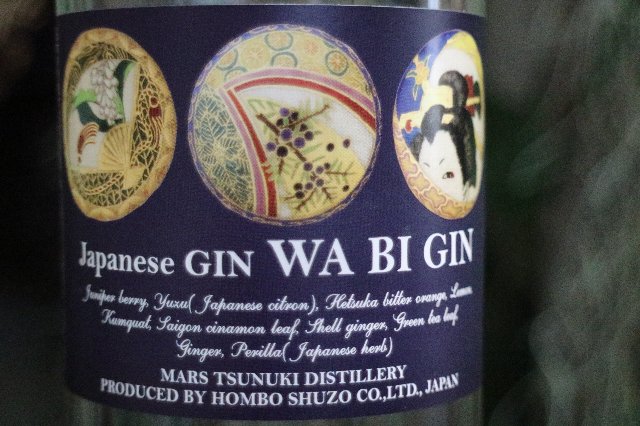 Japanese GIN WA BI GIN
Juniper berry, Yuzu( Japanese citron), Hetsuka bitter orange, Lemon,
Kumquat, Saigon cinamon leaf, Shell ginger, Green tea leaf,
Ginger, Perilla( Japanese herb)
MARS TSUNUKI DISTILLERY
PRODUCED BY HOMBO SHUZO CO.,LTD., JAPAN